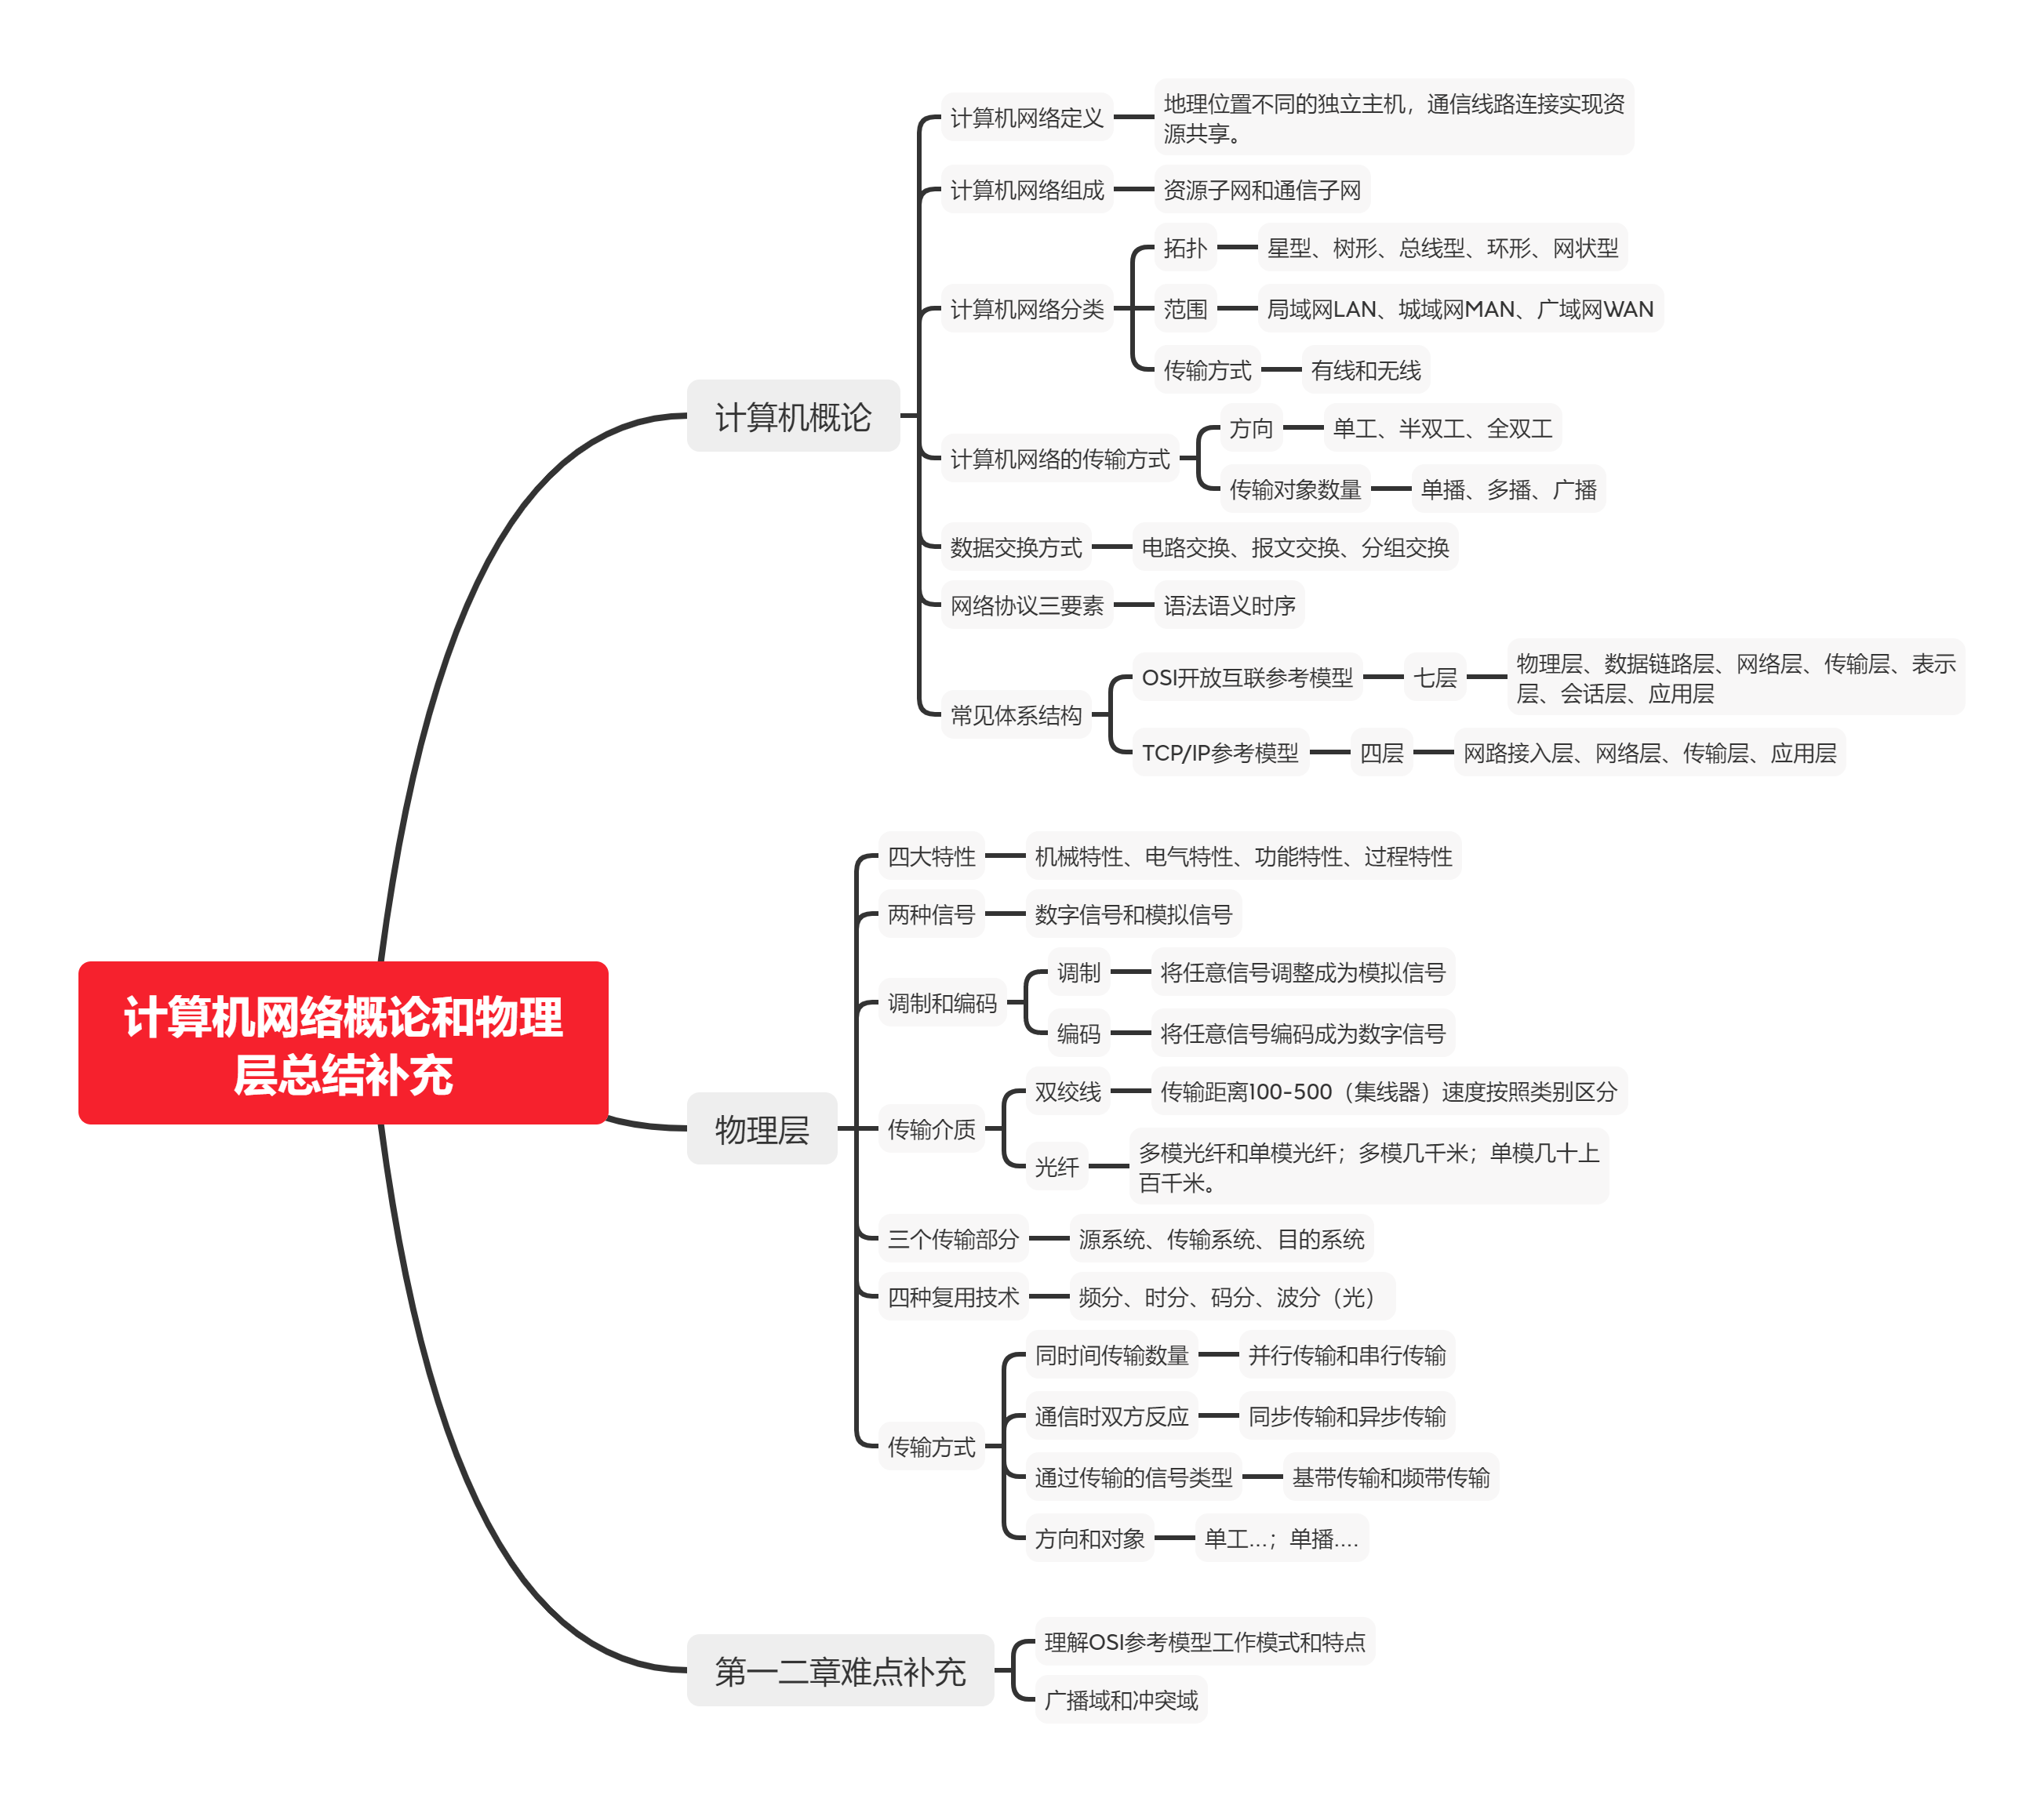 计算机网络概论和物理
层总结补充
计算机概论
计算机网络定义
地理位置不同的独立主机，通信线路连接实现资
源共享。
计算机网络组成
资源子网和通信子网
计算机网络分类
拓扑
星型、树形、总线型、环形、网状型
范围
局域网LAN、城域网MAN、广域网WAN
传输方式
有线和无线
计算机网络的传输方式
方向
单工、半双工、全双工
传输对象数量
单播、多播、广播
数据交换方式
电路交换、报文交换、分组交换
网络协议三要素
语法语义时序
常见体系结构
OSI开放互联参考模型
七层
物理层、数据链路层、网络层、传输层、表示
层、会话层、应用层
TCP/IP参考模型
四层
网路接入层、网络层、传输层、应用层
物理层
四大特性
机械特性、电气特性、功能特性、过程特性
两种信号
数字信号和模拟信号
调制和编码
调制
将任意信号调整成为模拟信号
编码
将任意信号编码成为数字信号
传输介质
双绞线
传输距离100-500（集线器）速度按照类别区分
光纤
多模光纤和单模光纤；多模几千米；单模几十上
百千米。
三个传输部分
源系统、传输系统、目的系统
四种复用技术
频分、时分、码分、波分（光）
传输方式
同时间传输数量
并行传输和串行传输
通信时双方反应
同步传输和异步传输
通过传输的信号类型
基带传输和频带传输
方向和对象
单工...；单播....
第一二章难点补充
理解OSI参考模型工作模式和特点
广播域和冲突域